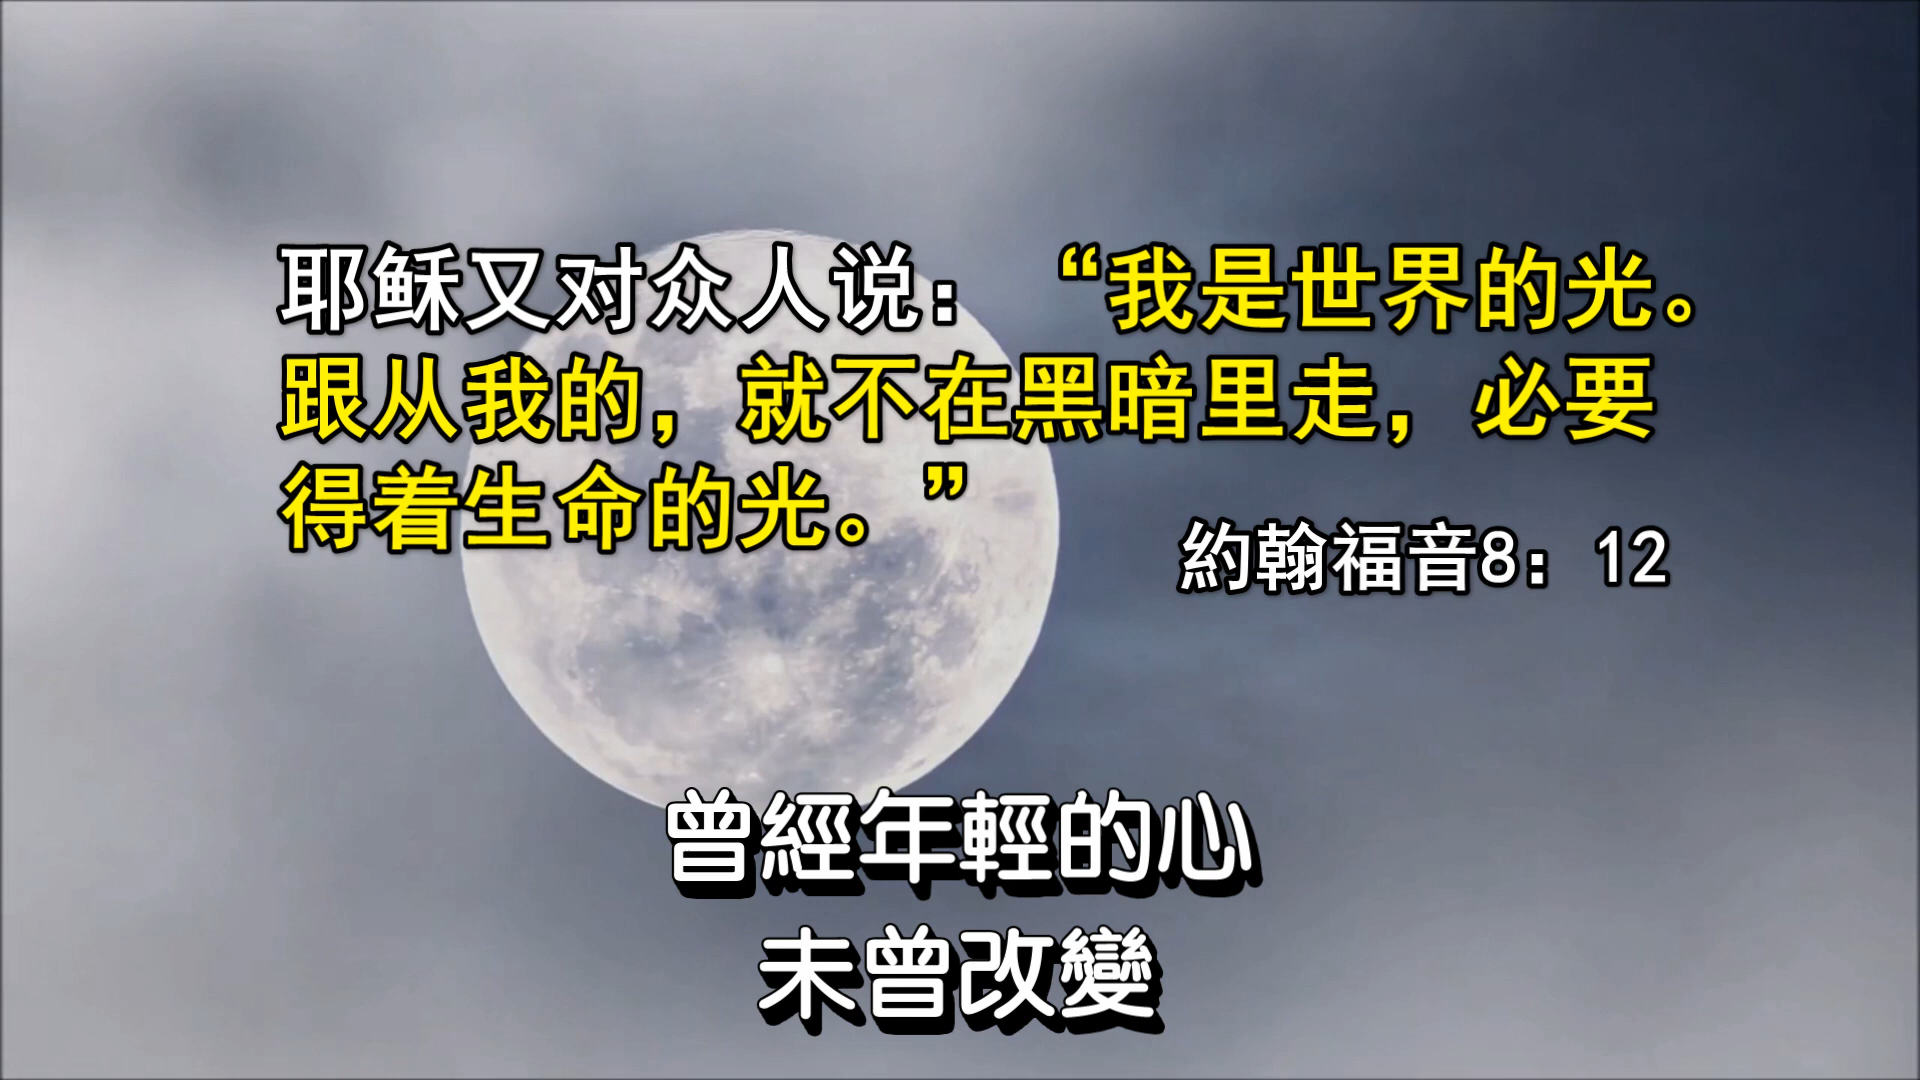 耶稣又对众人说：“我是世界的光。
跟从我的，就不在黑暗里走，必要
得着生命的光。”
約翰福音8：12
曾經年輕的心
未曾改變